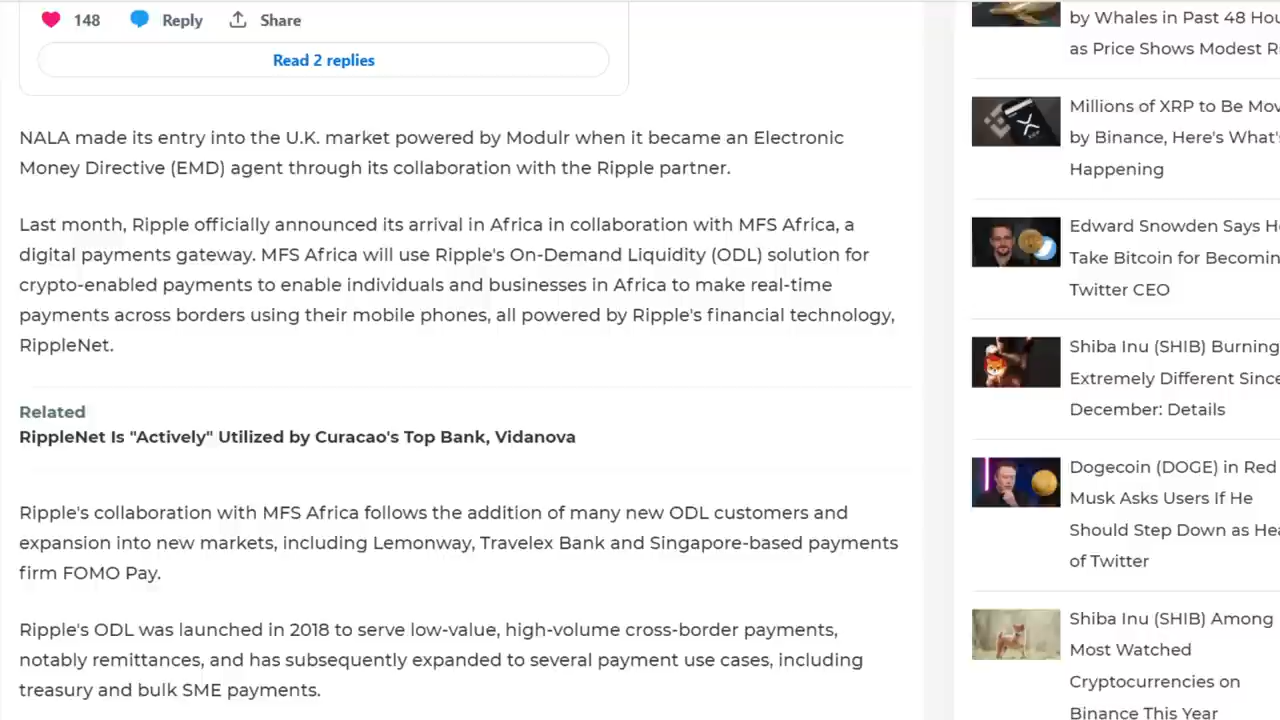 148 Reply Share
Read 2 replies
NALA made its entry into the U.K. market powered by Modulr when it became an Electronic
Money Directive (EMD) agent through its collaboration with the Ripple partner.
Last month, Ripple officially announced its arrival in Africa in collaboration with MFS Africa, a
digital payments gateway. MFS Africa will use Ripple's On-Demand Liquidity (ODL) solution for
crypto-enabled payments to enable individuals and businesses in Africa to make real-time
payments across borders using their mobile phones, all powered by Ripple's financial technology,
RippleNet.
Related
RippleNet Is "Actively" Utilized by Curacao's Top Bank, Vidanova
Ripple's collaboration with MFS Africa follows the addition of many new ODL customers and
expansion into new markets, including Lemonway, Travelex Bank and Singapore-based payments
firm FOMO Pay.
Ripple's ODL was launched in 2018 to serve low-value, high-volume cross-border payments,
notably remittances, and has subsequently expanded to several payment use cases, including
treasury and bulk SME payments.
by Whales in Past 48
as Price Shows Modest
Millions of XRP to Be
by Binance, Here's What's
Happening
Edward Snowden Says
Take Bitcoin for
Twitter CEO
Shiba Inu (SHIB) Burning
Extremely Different Since
December: Details
Dogecoin (DOGE) in Red
Musk Asks Users If He
Should Step Down as
of Twitter
Shiba Inu (SHIB) Among
Most Watched
Cryptocurrencies on
Binance This Year